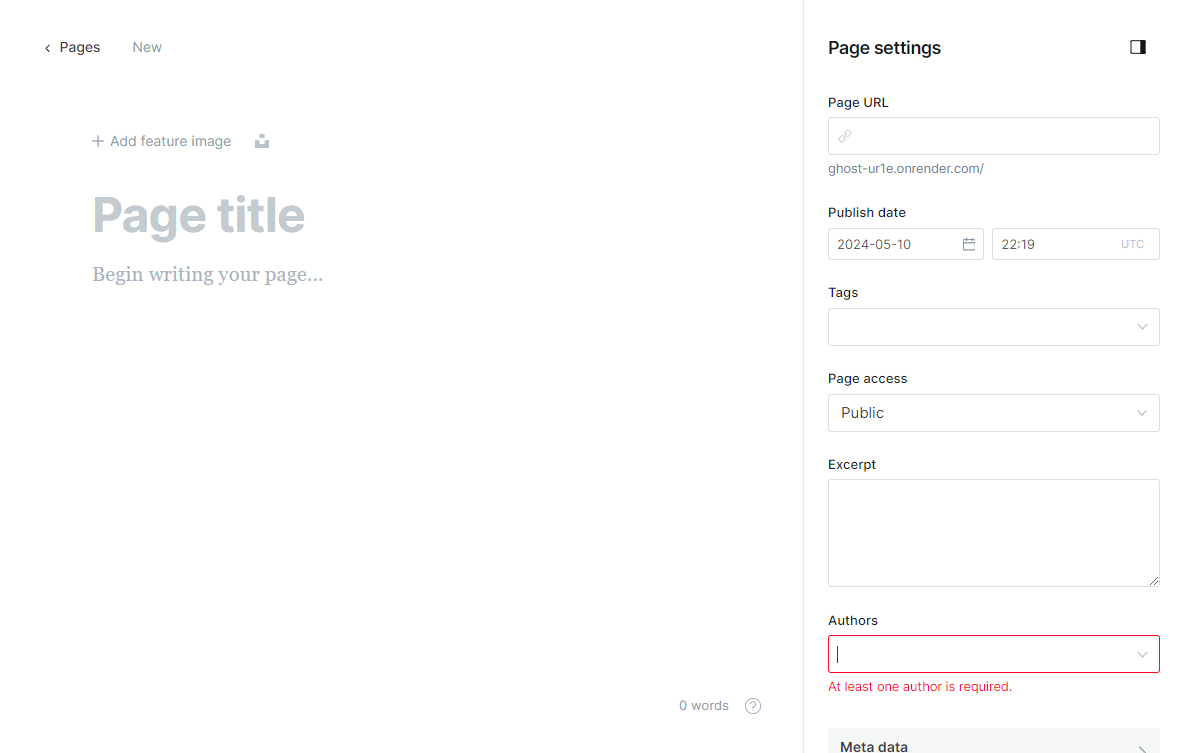 Pages New
Add feature image
Page title
Begin writing your page...
0 words
Page settings
Page URL
ghost-ur1e.onrender.com/
Publish date
2024-05-10 22:19 UTC
Tags
Page access
Public
Excerpt
Authors
At least one author is required.
Meta data